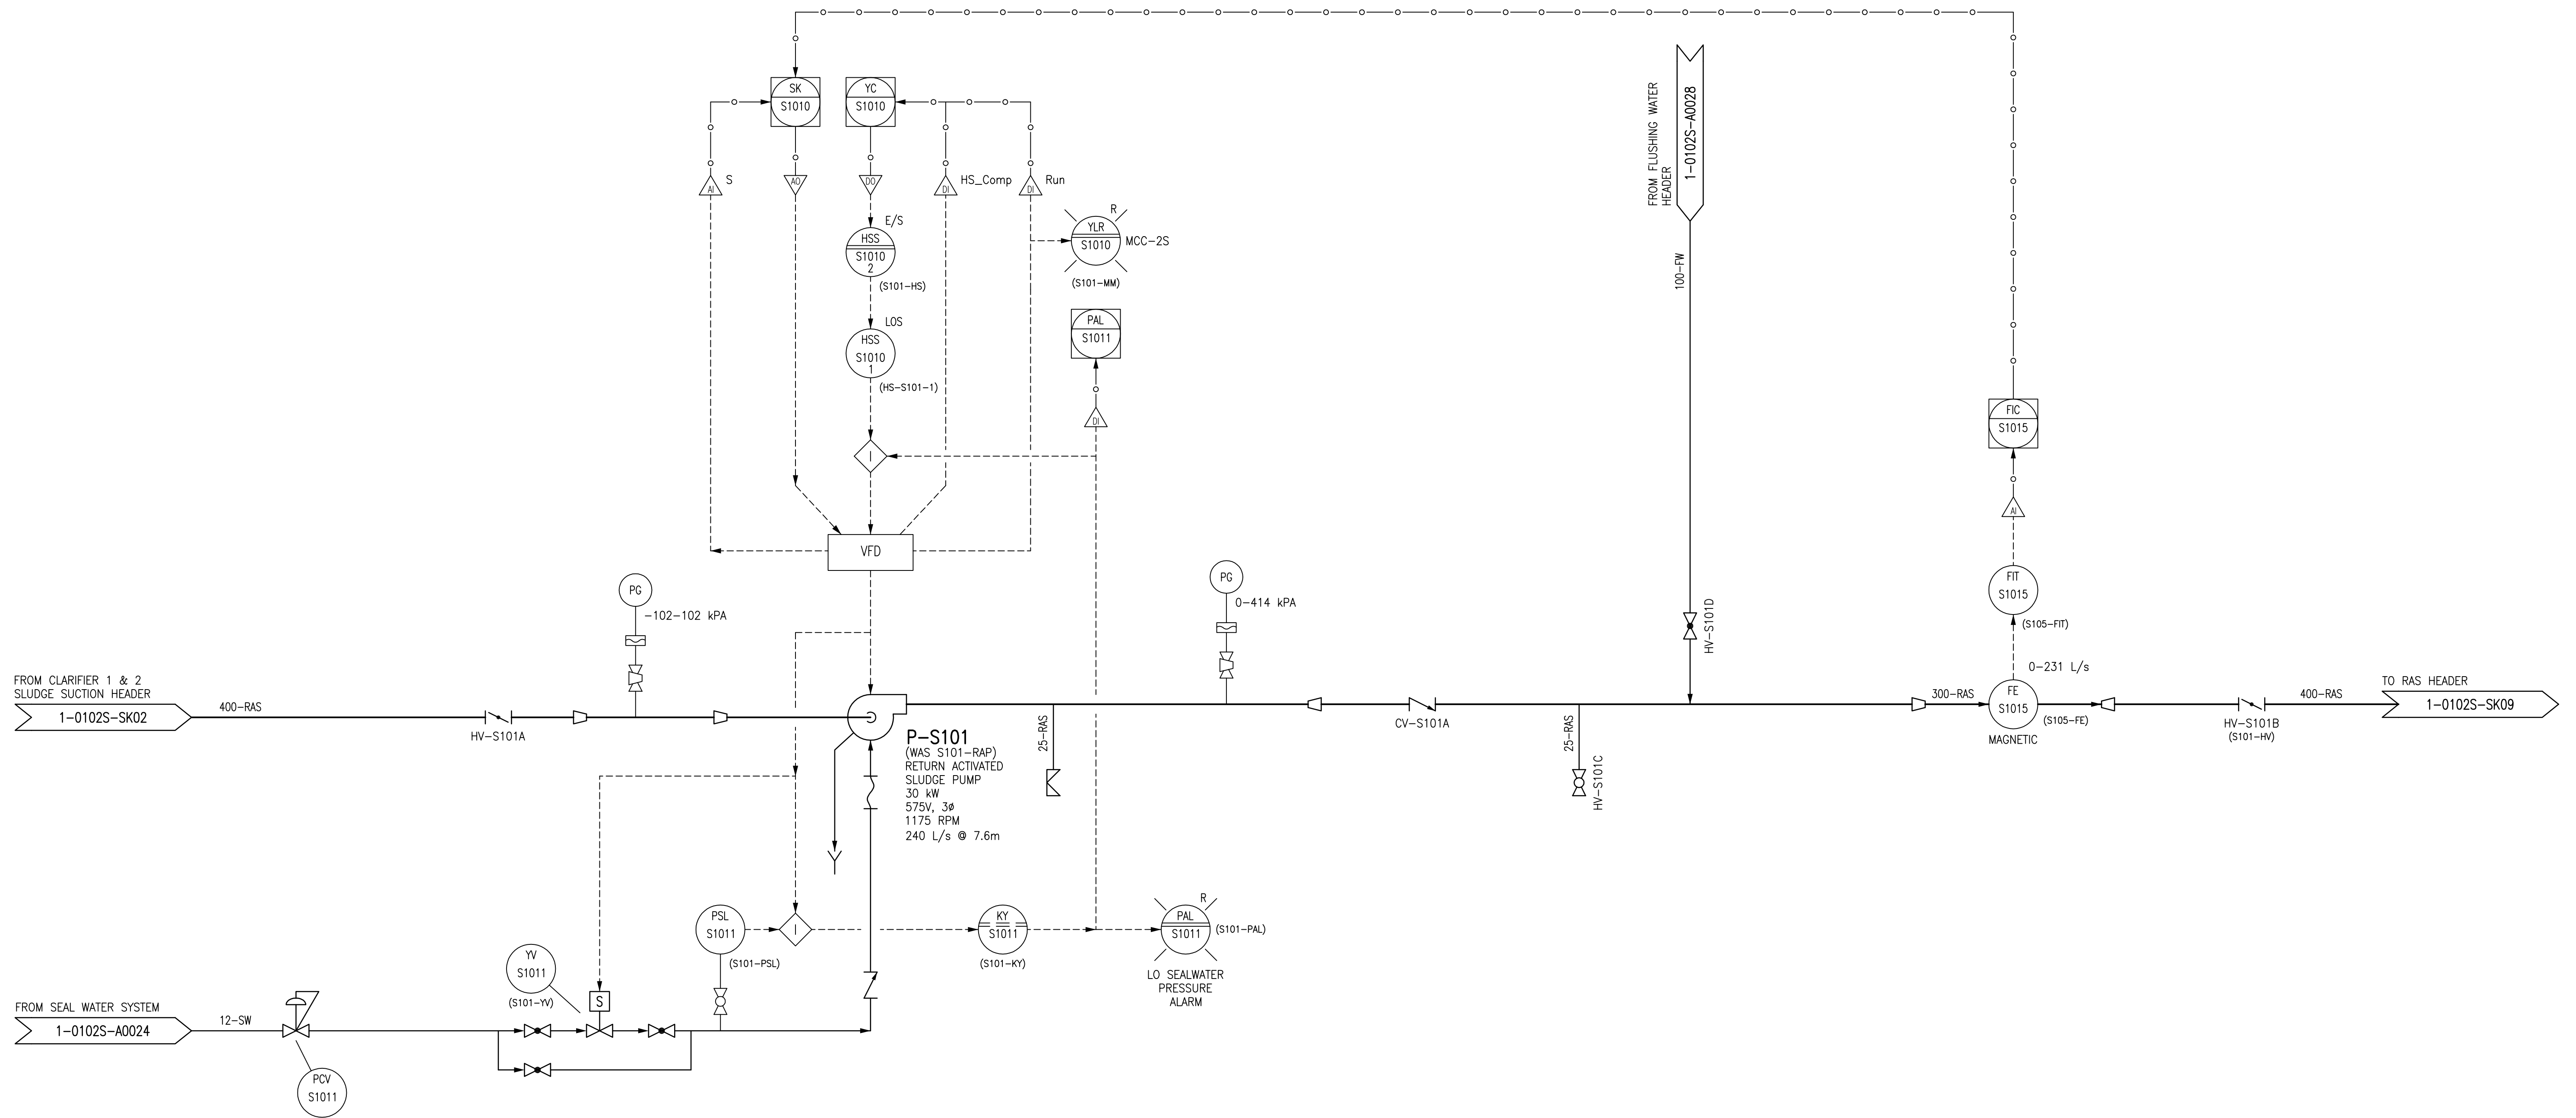 SK
S1010
YC
S1010
AI
S
AO
DO
DI
HS_Comp
DI
Run
E/S
HSS
S1010
2
(S101-HS)
R
YLR
S1010
MCC-2S
(S101-MM)
LOS
HSS
S1010
1
(HS-S101-1)
PAL
S1011
DI
I
VFD
FROM FLUSHING WATER
HEADER
1-0102S-A0028
100-FW
HV-S101D
FIC
S1015
AI
FIT
S1015
(S105-FIT)
0-231 L/s
PG
-102-102 kPA
PG
0-414 kPA
FROM CLARIFIER 1 & 2
SLUDGE SUCTION HEADER
1-0102S-SK02
400-RAS
HV-S101A
P-S101
(WAS S101-RAP)
RETURN ACTIVATED
SLUDGE PUMP
30 kW
575V, 3ø
1175 RPM
240 L/s @ 7.6m
25-RAS
CV-S101A
25-RAS
HV-S101C
300-RAS
FE
S1015
(S105-FE)
MAGNETIC
HV-S101B
(S101-HV)
400-RAS
TO RAS HEADER
1-0102S-SK09
PSL
S1011
(S101-PSL)
I
KY
S1011
(S101-KY)
R
PAL
S1011
(S101-PAL)
LO SEALWATER
PRESSURE
ALARM
YV
S1011
(S101-YV)
S
FROM SEAL WATER SYSTEM
1-0102S-A0024
12-SW
PCV
S1011